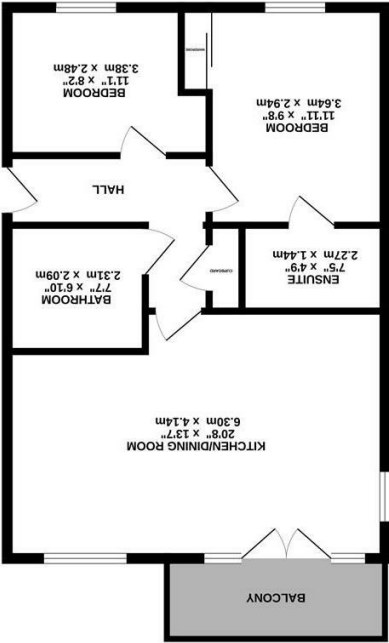 BALCONY
KITCHEN/DINING ROOM
20'8" x 13'7"
6.30m x 4.14m
ENSUITE
7'5" x 4'9"
2.27m x 1.44m
CUPBOARD
BATHROOM
7'7" x 6'10"
2.31m x 2.09m
HALL
BEDROOM
11'11" x 9'8"
3.64m x 2.94m
WARDROBE
BEDROOM
11'1" x 8'2"
3.38m x 2.48m